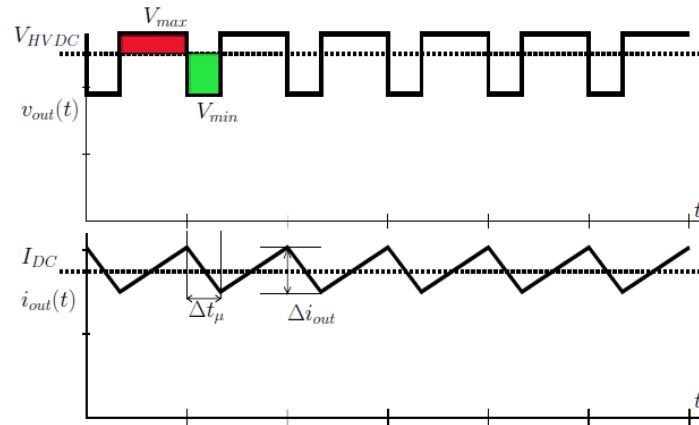 V_{max}
V_{HVDC}
v_{out}(t)
V_{min}
t
I_{DC}
i_{out}(t)
Δt_μ
Δi_{out}
t